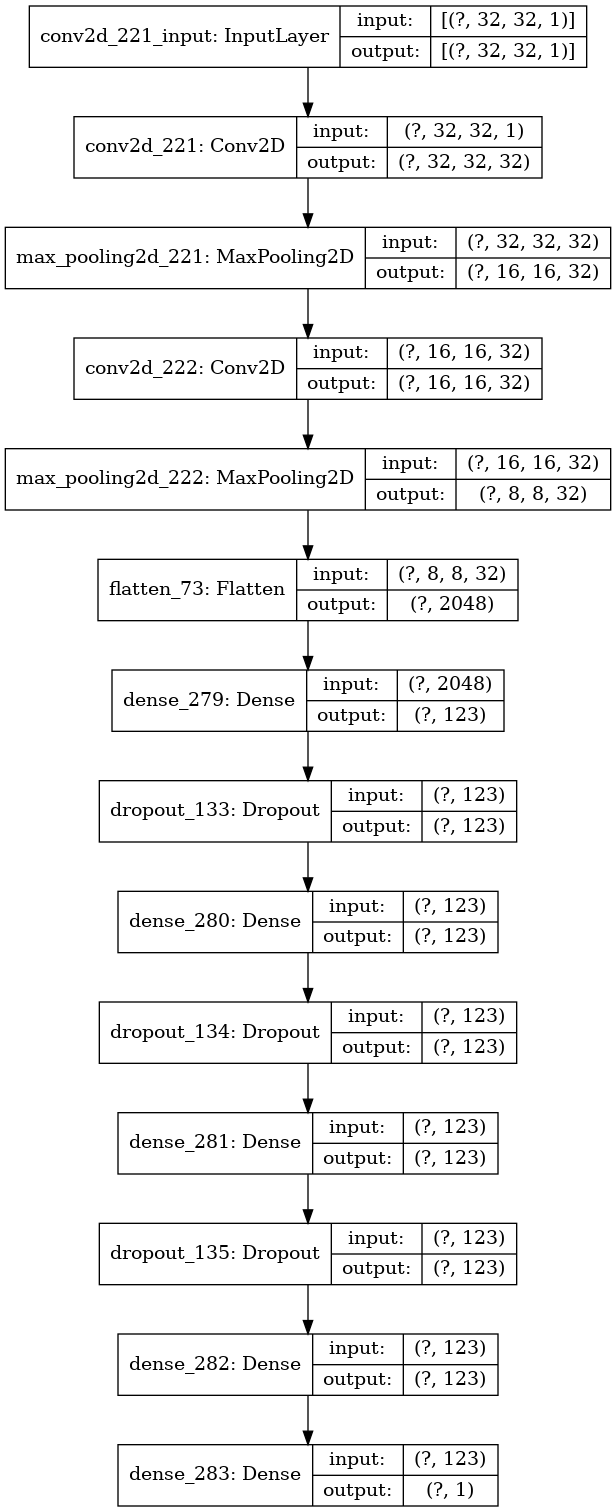 conv2d_221_input: InputLayer
input:
[(?, 32, 32, 1)]
output:
[(?, 32, 32, 1)]
conv2d_221: Conv2D
input:
(?, 32, 32, 1)
output:
(?, 32, 32, 32)
max_pooling2d_221: MaxPooling2D
input:
(?, 32, 32, 32)
output:
(?, 16, 16, 32)
conv2d_222: Conv2D
input:
(?, 16, 16, 32)
output:
(?, 16, 16, 32)
max_pooling2d_222: MaxPooling2D
input:
(?, 16, 16, 32)
output:
(?, 8, 8, 32)
flatten_73: Flatten
input:
(?, 8, 8, 32)
output:
(?, 2048)
dense_279: Dense
input:
(?, 2048)
output:
(?, 123)
dropout_133: Dropout
input:
(?, 123)
output:
(?, 123)
dense_280: Dense
input:
(?, 123)
output:
(?, 123)
dropout_134: Dropout
input:
(?, 123)
output:
(?, 123)
dense_281: Dense
input:
(?, 123)
output:
(?, 123)
dropout_135: Dropout
input:
(?, 123)
output:
(?, 123)
dense_282: Dense
input:
(?, 123)
output:
(?, 123)
dense_283: Dense
input:
(?, 123)
output:
(?, 1)